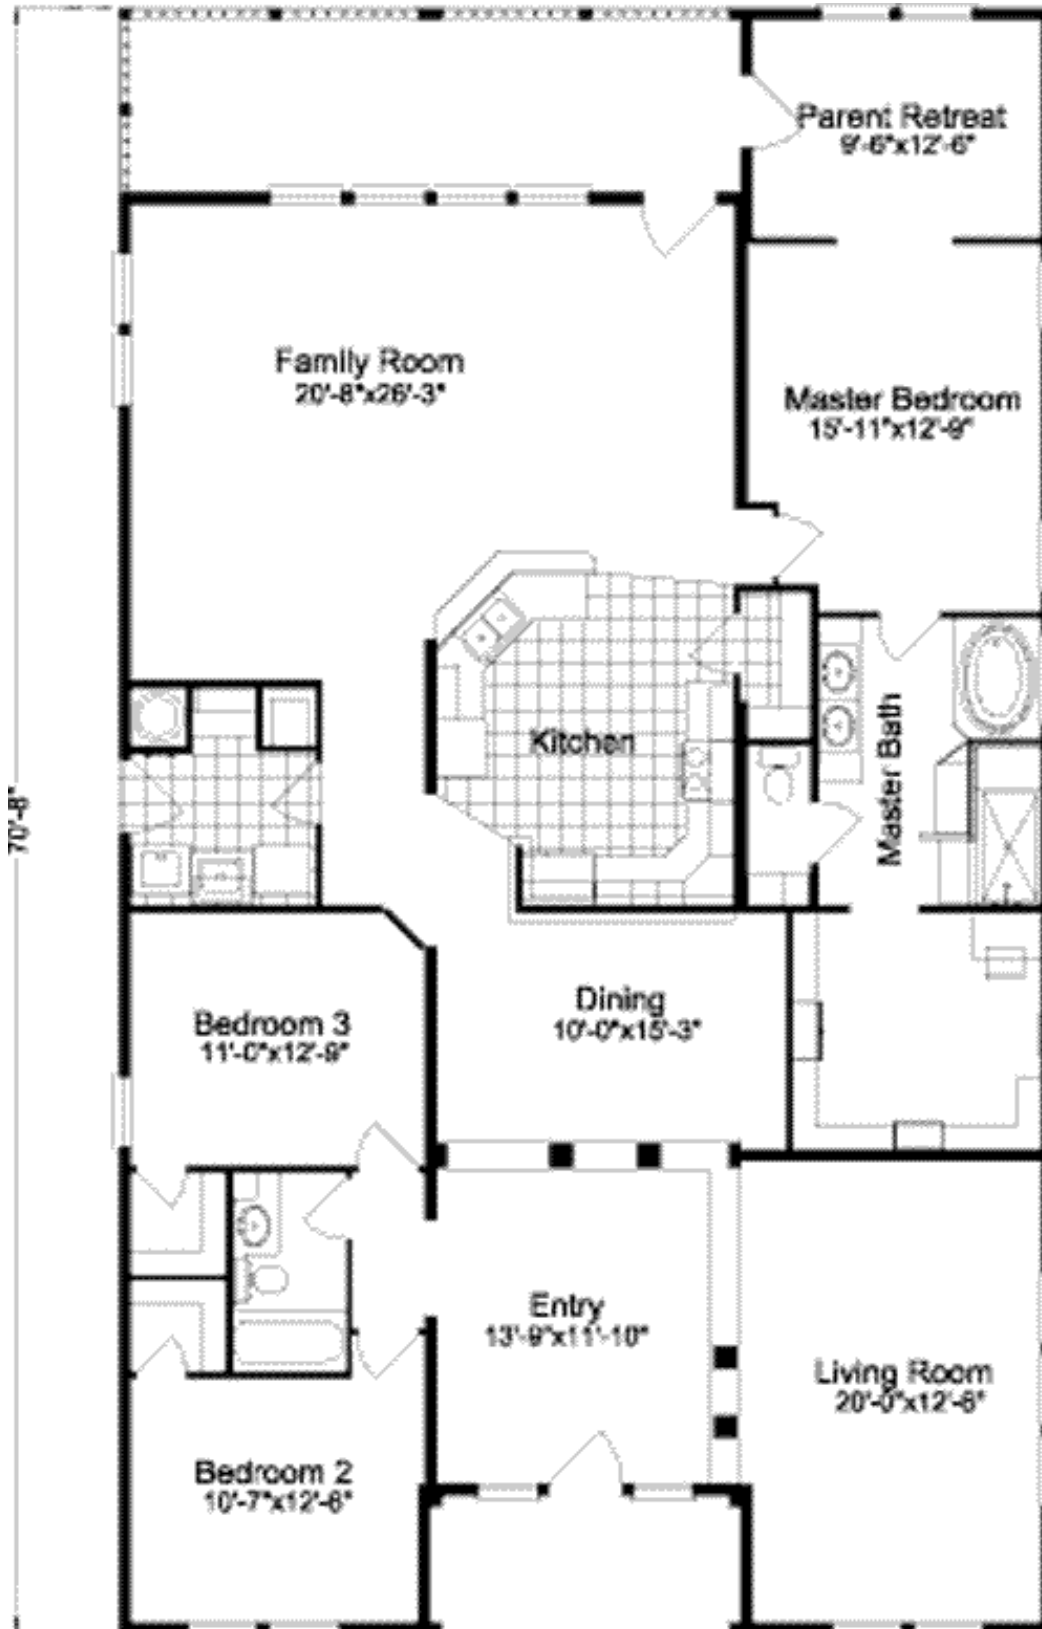 Parent Retreat
9'-6"x12'-6"
Family Room
20'-8"x26'-3"
Master Bedroom
15'-11"x12'-9"
Kitchen
Master Bath
70'-8"
Dining
10'-0"x15'-3"
Bedroom 3
11'-0"x12'-9"
Entry
13'-9"x11'-10"
Living Room
20'-0"x12'-6"
Bedroom 2
10'-7"x12'-6"